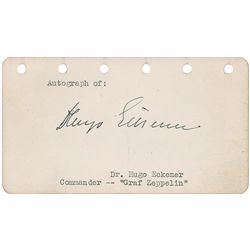 Autograph of:
Hugo Eckener
Dr. Hugo Eckener
Commander -- "Graf Zeppelin"